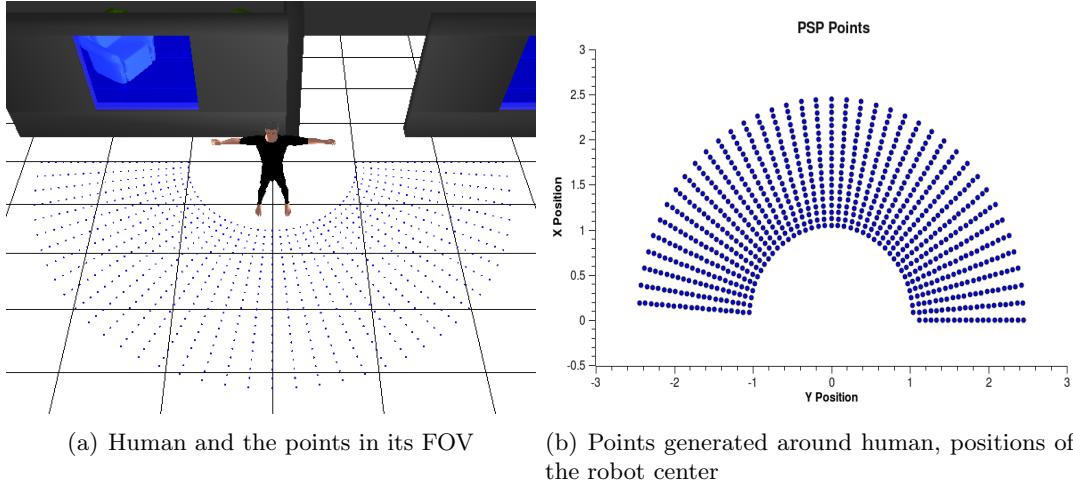 PSP Points
3
2.5
2
1.5
1
0.5
0
-0.5
X Position
-3
-2
-1
0
1
2
3
Y Position
(a) Human and the points in its FOV
(b) Points generated around human, positions of
the robot center